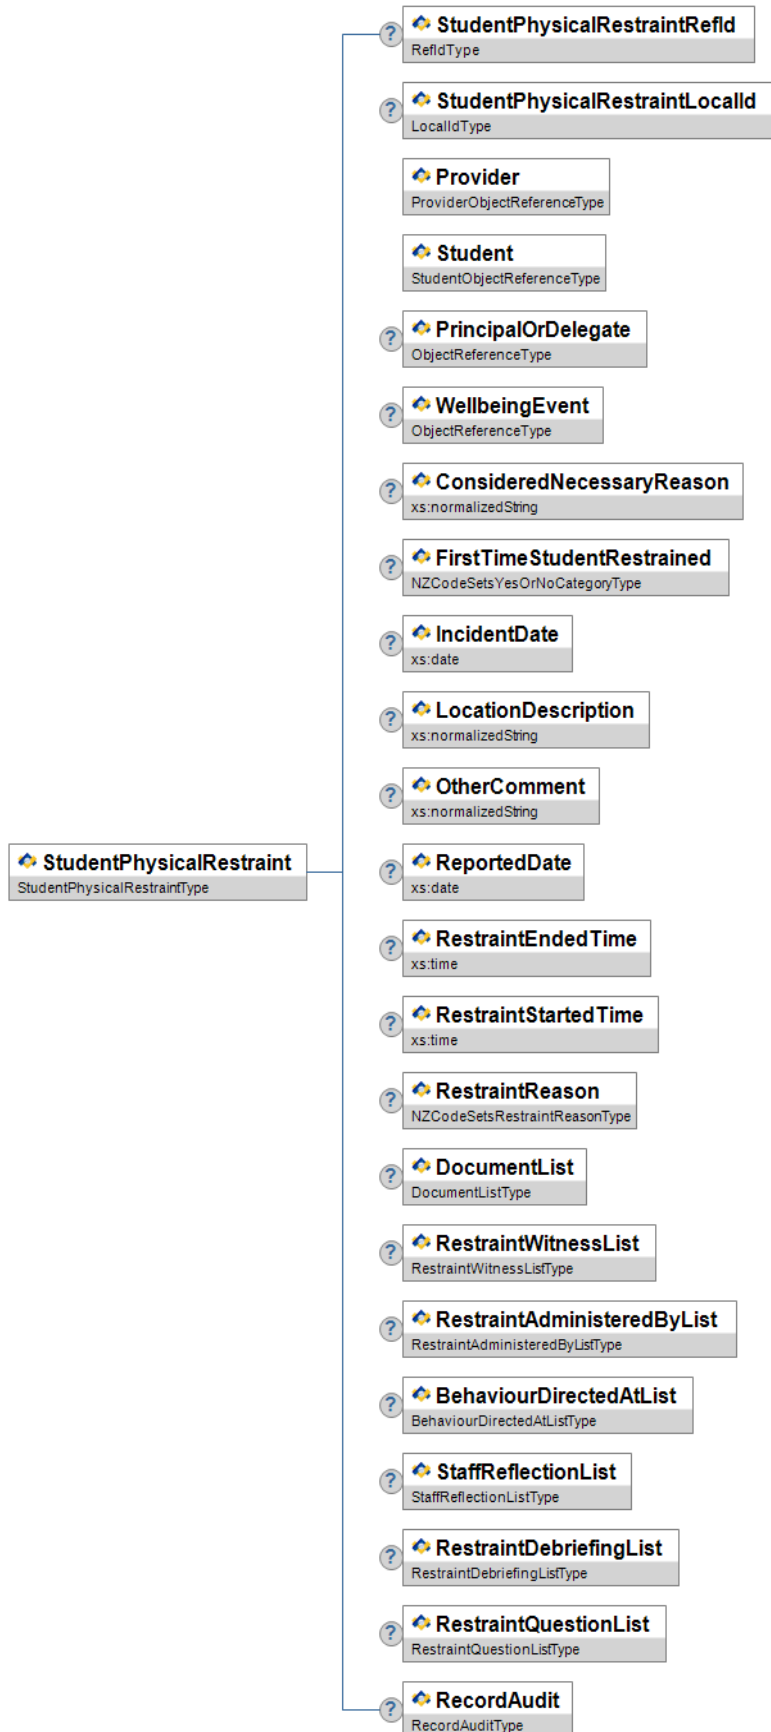 ?
StudentPhysicalRestraintRefId
RefIdType
?
StudentPhysicalRestraintLocalId
LocalIdType
Provider
ProviderObjectReferenceType
Student
StudentObjectReferenceType
?
PrincipalOrDelegate
ObjectReferenceType
?
WellbeingEvent
ObjectReferenceType
?
ConsideredNecessaryReason
xs:normalizedString
?
FirstTimeStudentRestrained
NZCodeSetsYesOrNoCategoryType
?
IncidentDate
xs:date
?
LocationDescription
xs:normalizedString
?
OtherComment
xs:normalizedString
StudentPhysicalRestraint
StudentPhysicalRestraintType
?
ReportedDate
xs:date
?
RestraintEndedTime
xs:time
?
RestraintStartedTime
xs:time
?
RestraintReason
NZCodeSetsRestraintReasonType
?
DocumentList
DocumentListType
?
RestraintWitnessList
RestraintWitnessListType
?
RestraintAdministeredByList
RestraintAdministeredByListType
?
BehaviourDirectedAtList
BehaviourDirectedAtListType
?
StaffReflectionList
StaffReflectionListType
?
RestraintDebriefingList
RestraintDebriefingListType
?
RestraintQuestionList
RestraintQuestionListType
?
RecordAudit
RecordAuditType